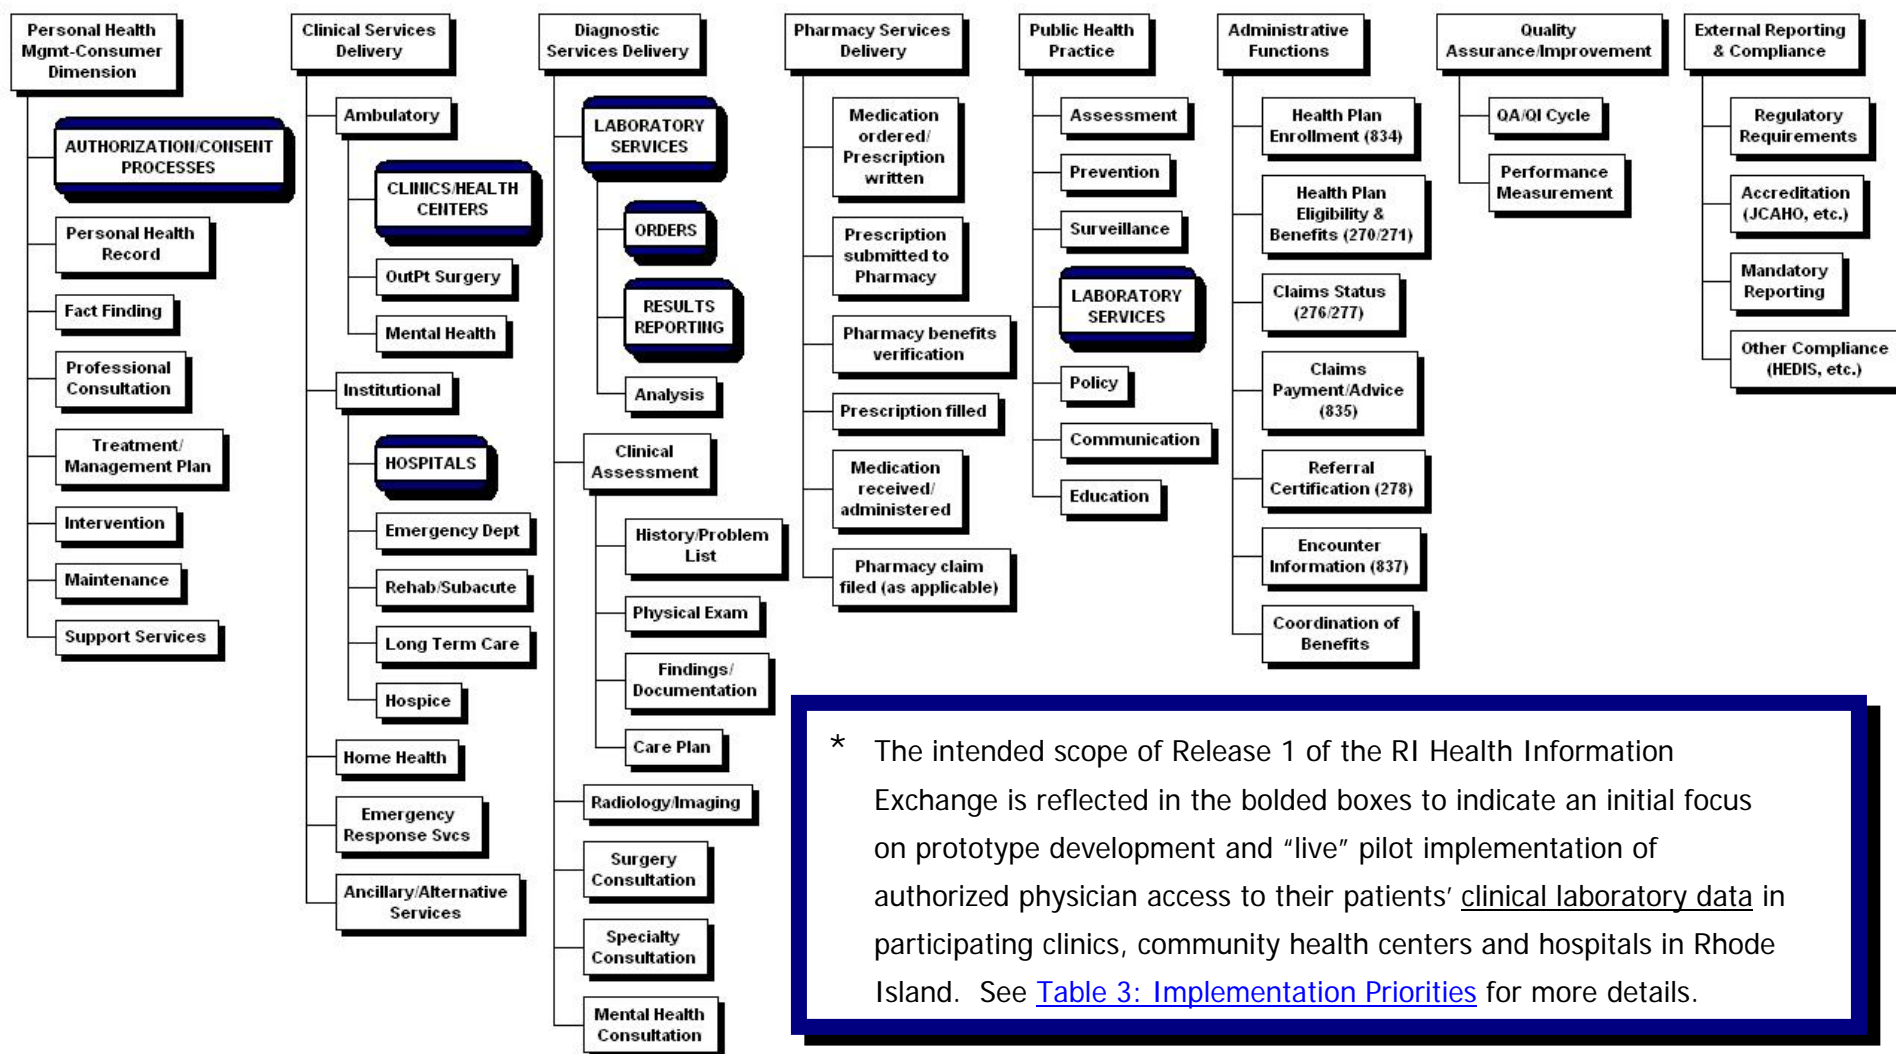 Personal Health
Mgmt-Consumer
Dimension
AUTHORIZATION/CONSENT
PROCESSES
Personal Health
Record
Fact Finding
Professional
Consultation
Treatment/
Management Plan
Intervention
Maintenance
Support Services
Clinical Services
Delivery
Ambulatory
CLINICS/HEALTH
CENTERS
OutPt Surgery
Mental Health
Institutional
HOSPITALS
Emergency Dept
Rehab/Subacute
Long Term Care
Hospice
Home Health
Emergency
Response Svcs
Ancillary/Alternative
Services
Diagnostic
Services Delivery
LABORATORY
SERVICES
ORDERS
RESULTS
REPORTING
Analysis
Clinical
Assessment
History/Problem
List
Physical Exam
Findings/
Documentation
Care Plan
Radiology/Imaging
Surgery
Consultation
Specialty
Consultation
Mental Health
Consultation
Pharmacy Services
Delivery
Medication
ordered/
Prescription
written
Prescription
submitted to
Pharmacy
Pharmacy benefits
verification
Prescription filled
Medication
received/
administered
Pharmacy claim
filed (as applicable)
Public Health
Practice
Assessment
Prevention
Surveillance
LABORATORY
SERVICES
Policy
Communication
Education
Administrative
Functions
Health Plan
Enrollment (834)
Health Plan
Eligibility &
Benefits (270/271)
Claims Status
(276/277)
Claims
Payment/Advice
(835)
Referral
Certification (278)
Encounter
Information (837)
Coordination of
Benefits
Quality
Assurance/Improvement
QA/QI Cycle
Performance
Measurement
External Reporting
& Compliance
Regulatory
Requirements
Accreditation
(JCAHO, etc.)
Mandatory
Reporting
Other Compliance
(HEDIS, etc.)
* The intended scope of Release 1 of the RI Health Information
Exchange is reflected in the bolded boxes to indicate an initial focus
on prototype development and “live” pilot implementation of
authorized physician access to their patients’ clinical laboratory data in
participating clinics, community health centers and hospitals in Rhode
Island. See Table 3: Implementation Priorities for more details.